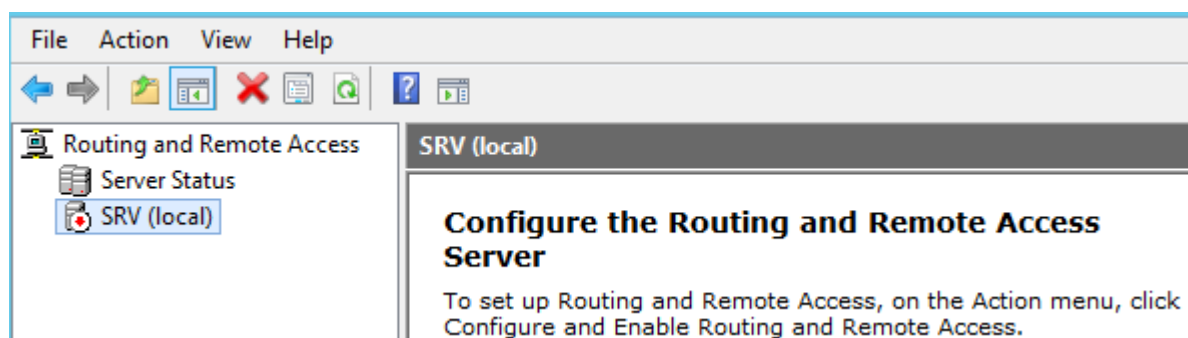 File Action View Help
Routing and Remote Access
Server Status
SRV (local)
SRV (local)
Configure the Routing and Remote Access
Server
To set up Routing and Remote Access, on the Action menu, click
Configure and Enable Routing and Remote Access.